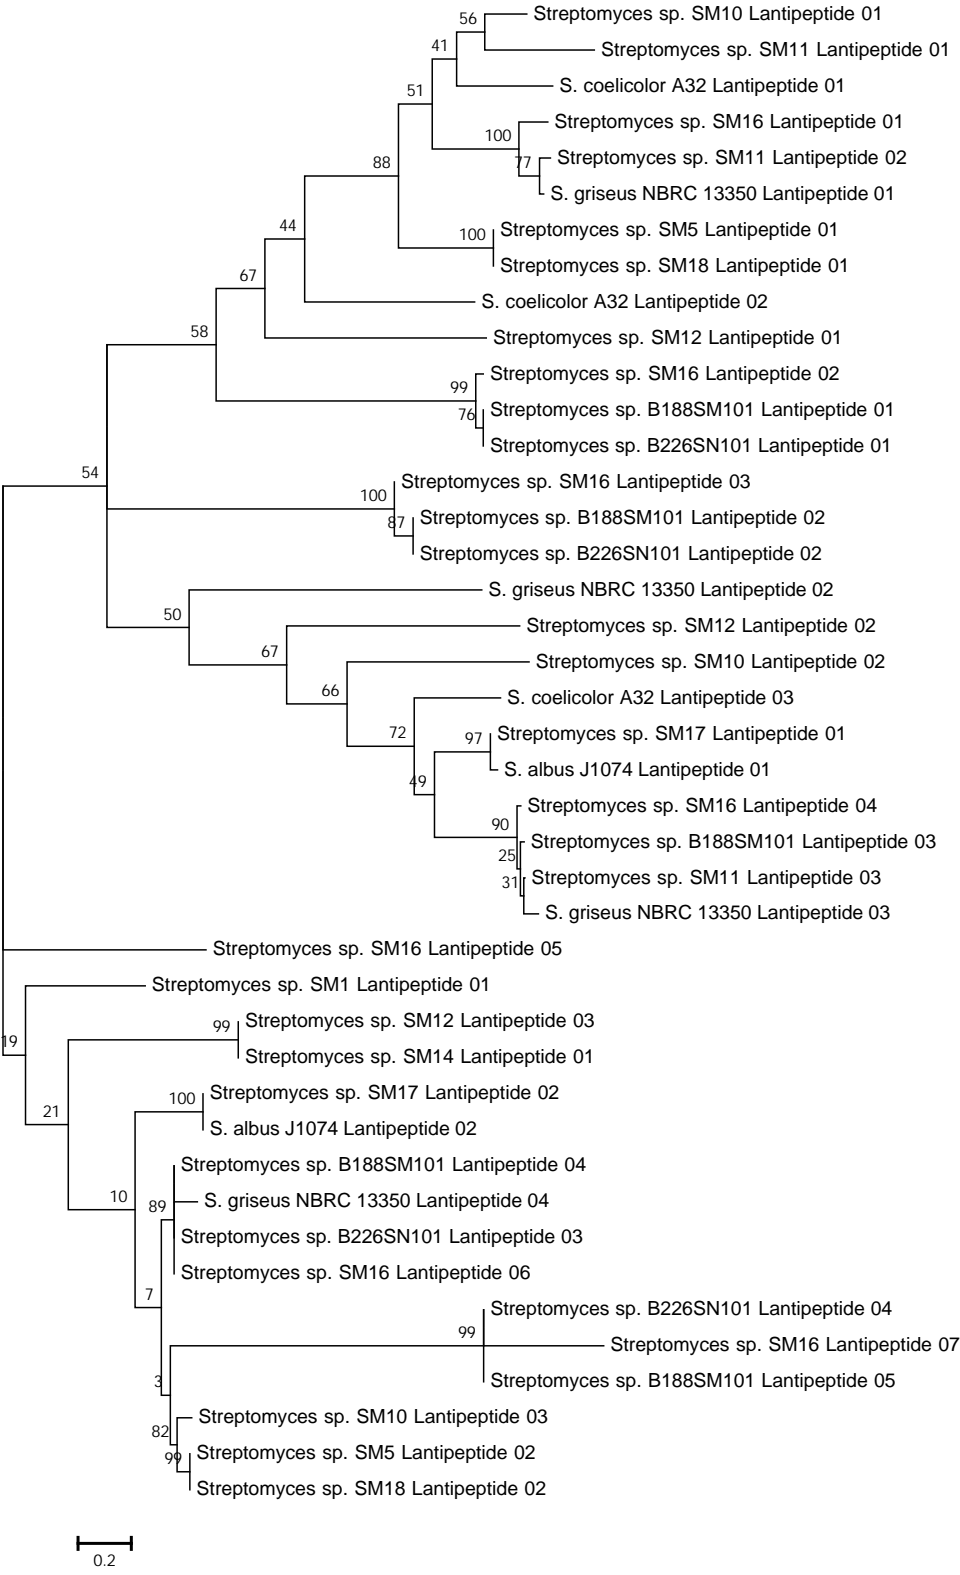 56
Streptomyces sp. SM10 Lantipeptide 01
41
Streptomyces sp. SM11 Lantipeptide 01
S. coelicolor A32 Lantipeptide 01
51
Streptomyces sp. SM16 Lantipeptide 01
100
77
Streptomyces sp. SM11 Lantipeptide 02
88
S. griseus NBRC 13350 Lantipeptide 01
100
Streptomyces sp. SM5 Lantipeptide 01
44
Streptomyces sp. SM18 Lantipeptide 01
67
S. coelicolor A32 Lantipeptide 02
58
Streptomyces sp. SM12 Lantipeptide 01
Streptomyces sp. SM16 Lantipeptide 02
99
76
Streptomyces sp. B188SM101 Lantipeptide 01
Streptomyces sp. B226SN101 Lantipeptide 01
54
Streptomyces sp. SM16 Lantipeptide 03
100
87
Streptomyces sp. B188SM101 Lantipeptide 02
Streptomyces sp. B226SN101 Lantipeptide 02
S. griseus NBRC 13350 Lantipeptide 02
50
Streptomyces sp. SM12 Lantipeptide 02
67
Streptomyces sp. SM10 Lantipeptide 02
66
S. coelicolor A32 Lantipeptide 03
72
97
Streptomyces sp. SM17 Lantipeptide 01
49
S. albus J1074 Lantipeptide 01
Streptomyces sp. SM16 Lantipeptide 04
90
25
Streptomyces sp. B188SM101 Lantipeptide 03
31
Streptomyces sp. SM11 Lantipeptide 03
S. griseus NBRC 13350 Lantipeptide 03
Streptomyces sp. SM16 Lantipeptide 05
Streptomyces sp. SM1 Lantipeptide 01
19
99
Streptomyces sp. SM12 Lantipeptide 03
Streptomyces sp. SM14 Lantipeptide 01
21
100
Streptomyces sp. SM17 Lantipeptide 02
S. albus J1074 Lantipeptide 02
Streptomyces sp. B188SM101 Lantipeptide 04
10
89
S. griseus NBRC 13350 Lantipeptide 04
Streptomyces sp. B226SN101 Lantipeptide 03
Streptomyces sp. SM16 Lantipeptide 06
7
Streptomyces sp. B226SN101 Lantipeptide 04
99
Streptomyces sp. SM16 Lantipeptide 07
3
Streptomyces sp. B188SM101 Lantipeptide 05
Streptomyces sp. SM10 Lantipeptide 03
82
99
Streptomyces sp. SM5 Lantipeptide 02
Streptomyces sp. SM18 Lantipeptide 02
0.2